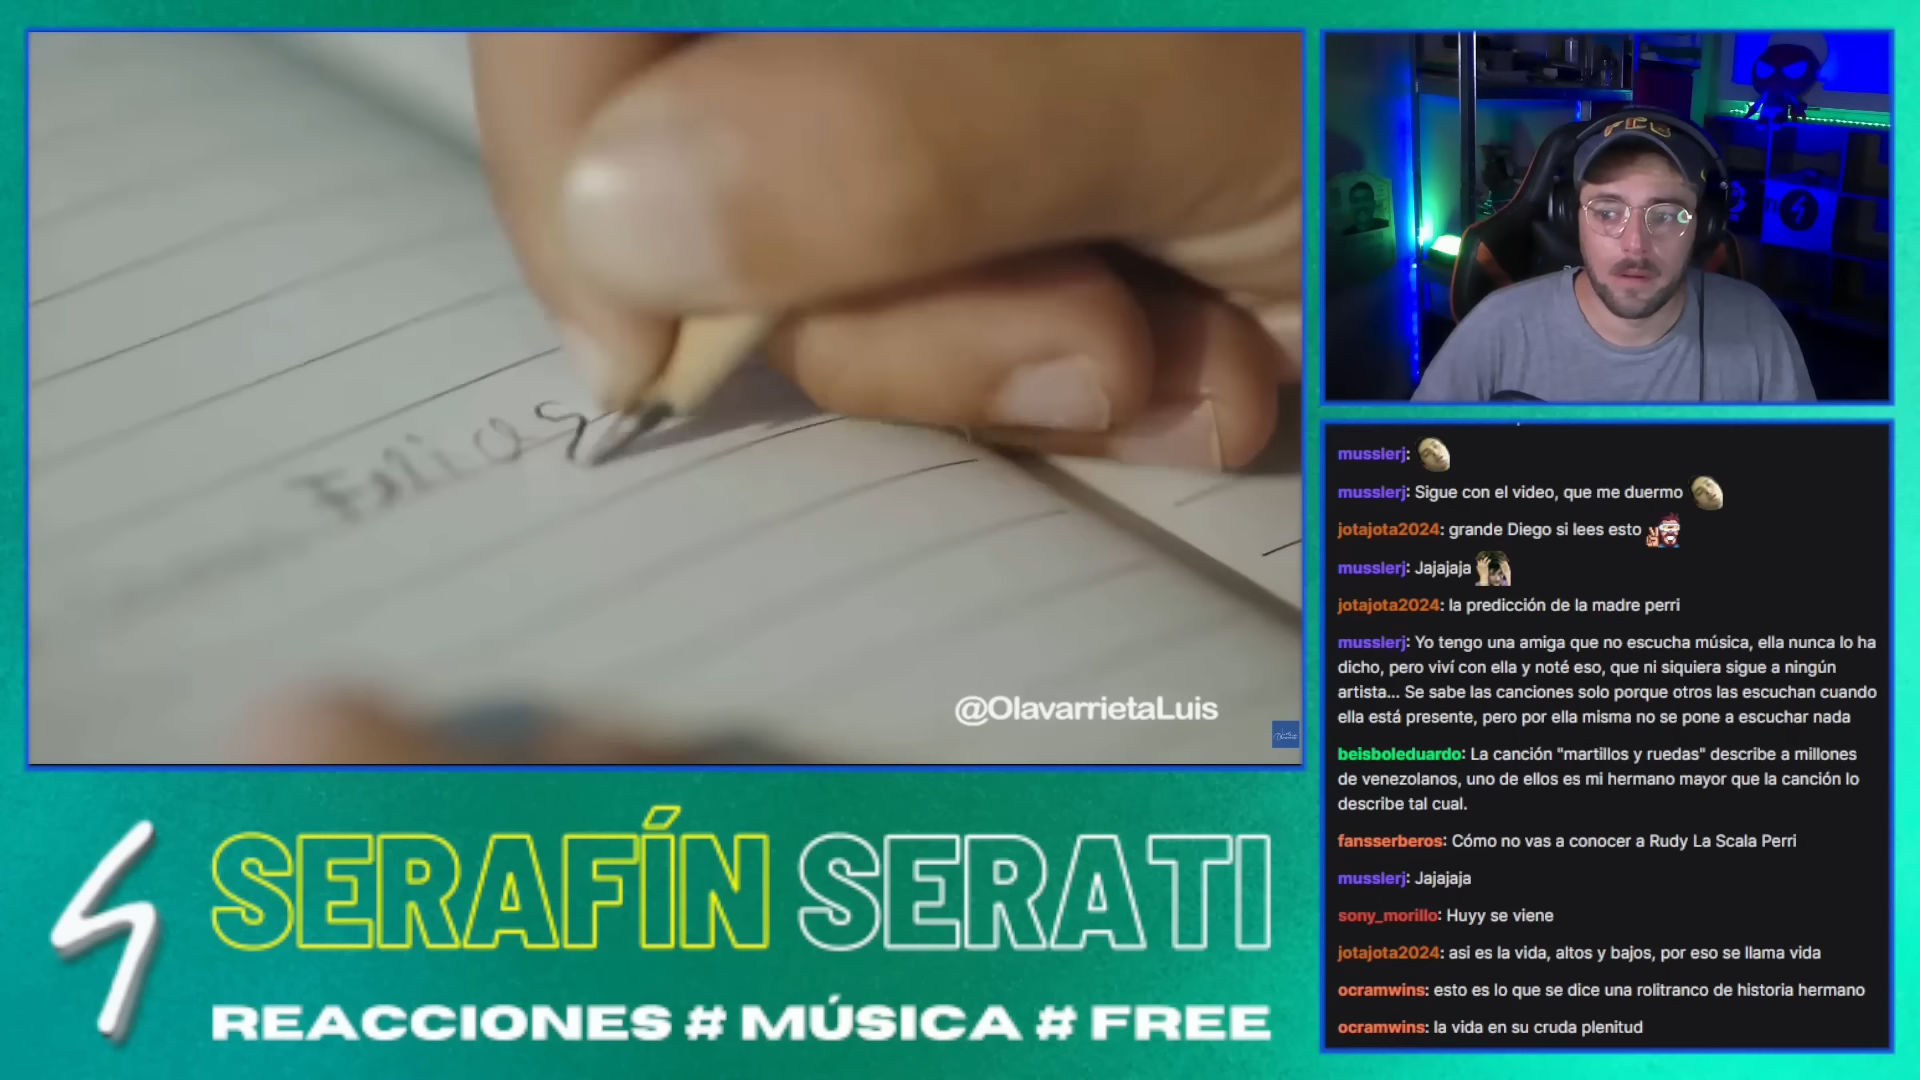 @OlavarrietaLuis
SERAFÍN SERATI
REACCIONES # MÚSICA # FREE
musslerj:
musslerj: Sigue con el video, que me duermo
jotajota2024: grande Diego si lees esto
musslerj: Jajajaja
jotajota2024: la predicción de la madre perri
musslerj: Yo tengo una amiga que no escucha música, ella nunca lo ha
dicho, pero viví con ella y noté eso, que ni siquiera sigue a ningún
artista... Se sabe las canciones solo porque otros las escuchan cuando
ella está presente, pero por ella misma no se pone a escuchar nada
beisboleduardo: La canción "martillos y ruedas" describe a millones
de venezolanos, uno de ellos es mi hermano mayor que la canción lo
describe tal cual.
fansserberos: Cómo no vas a conocer a Rudy La Scala Perri
musslerj: Jajajaja
sony_morillo: Huyy se viene
jotajota2024: asi es la vida, altos y bajos, por eso se llama vida
ocramwins: esto es lo que se dice una rolitranco de historia hermano
ocramwins: la vida en su cruda plenitud